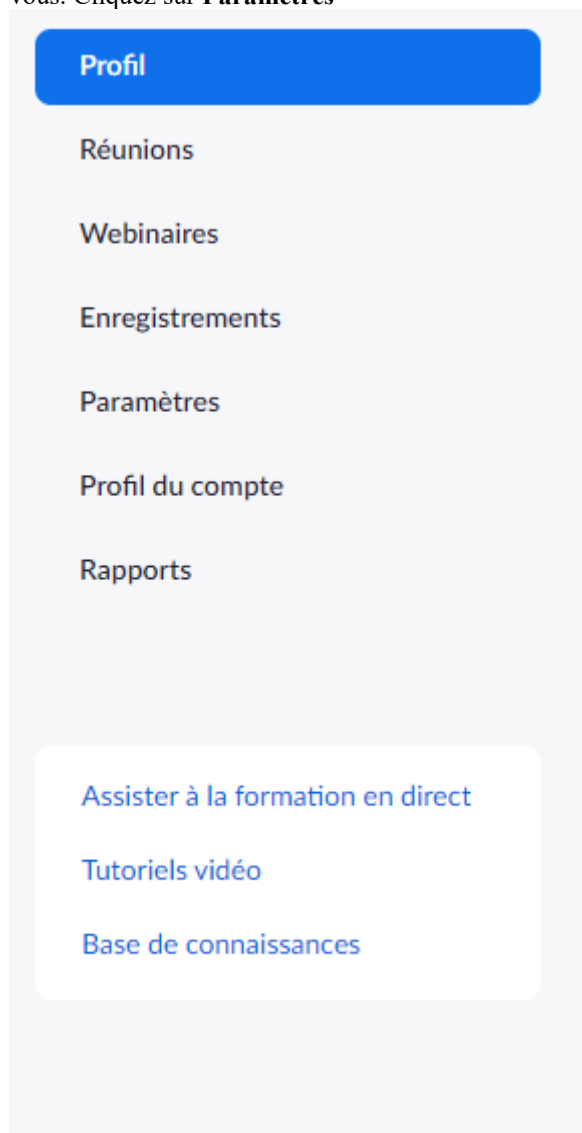 vous. Cliquez sur Paramètres
Profil
Réunions
Webinaires
Enregistrements
Paramètres
Profil du compte
Rapports
Assister à la formation en direct
Tutoriels vidéo
Base de connaissances